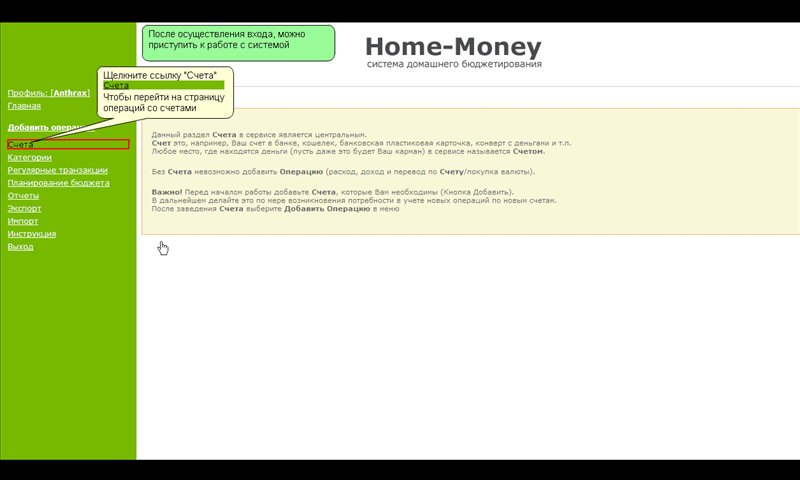 После осуществления входа, можно
приступить к работе с системой
Home-Money
система домашнего бюджетирования
Щелкните ссылку "Счета"
Счета
Чтобы перейти на страницу
операций со счетами
Профиль: [Anthrax]
Главная
Добавить
Счета
Категории
Регулярные транзакции
Планирование бюджета
Отчеты
Экспорт
Импорт
Инструкция
Выход
Данный раздел Счета в сервисе является центральным.
Счет это, например, Ваш счет в банке, кошелек, банковская пластиковая карточка, конверт с деньгами и т.п.
Любое место, где находятся деньги (пусть даже это будет Ваш карман) в сервисе называется Счетом.
Без Счета невозможно добавить Операцию (расход, доход и перевод по Счету/покупка валюты).
Важно! Перед началом работы добавьте Счета, которые Вам необходимы (Кнопка Добавить).
В дальнейшем делайте это по мере возникновения потребности в учете новых операций по новым счетам.
После заведения Счета выберите Добавить Операцию в меню